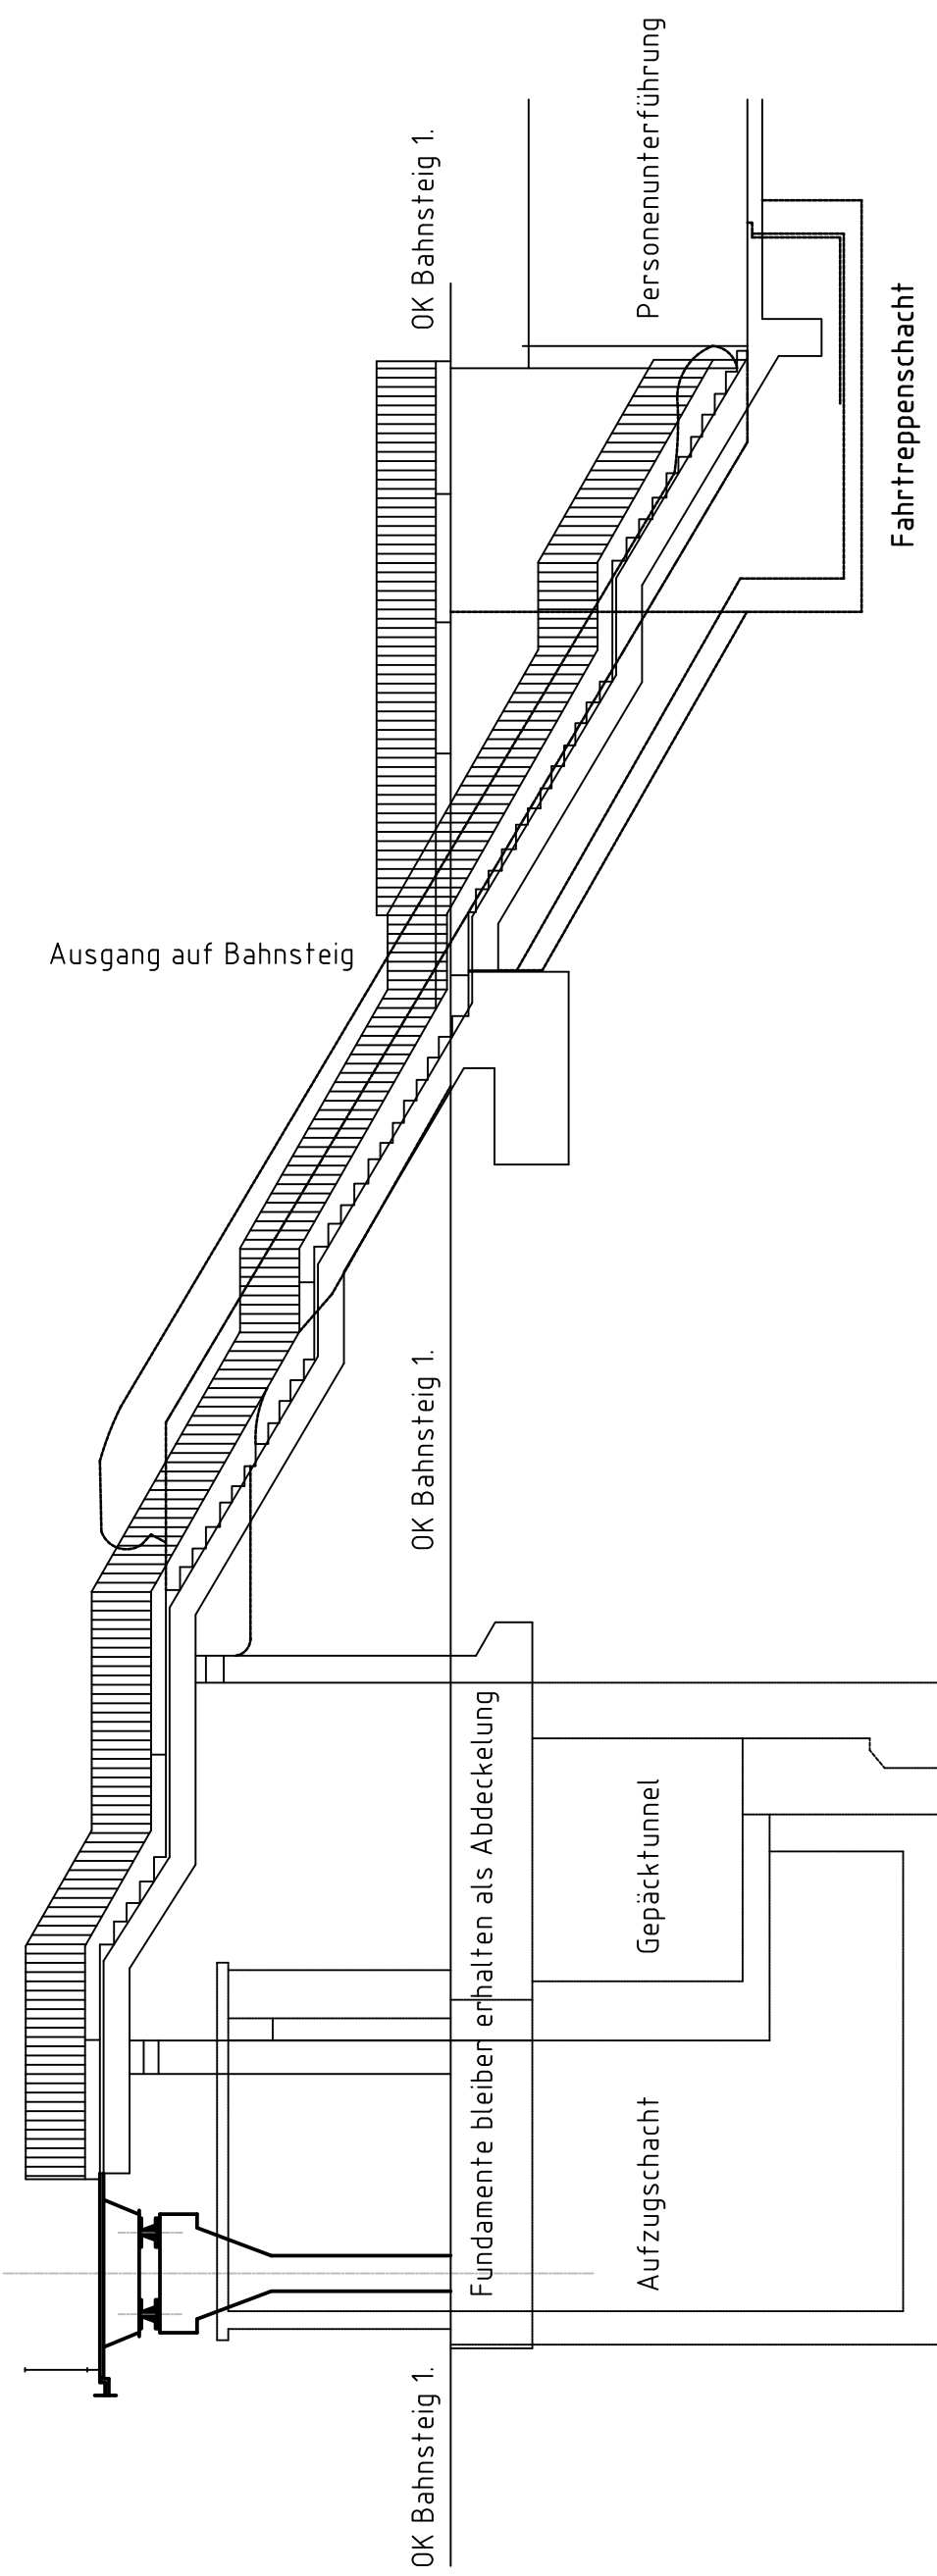 Ausgang auf Bahnsteig
OK Bahnsteig 1.
OK Bahnsteig 1.
OK Bahnsteig 1.
Fundamente bleiben erhalten als Abdeckelung
Aufzugschacht
Gepäcktunnel
Personenunterführung
Fahrtreppenschacht